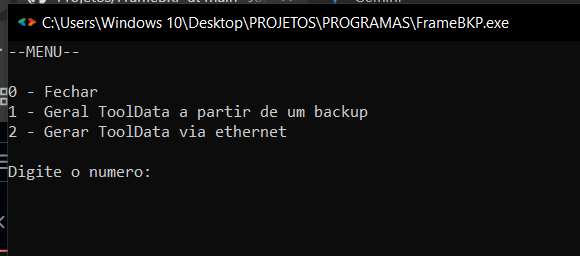 C:\Users\Windows 10\Desktop\PROJETOS\PROGRAMAS\FrameBKP.exe
--MENU--
0 - Fechar
1 - Geral ToolData a partir de um backup
2 - Gerar ToolData via ethernet
Digite o numero: